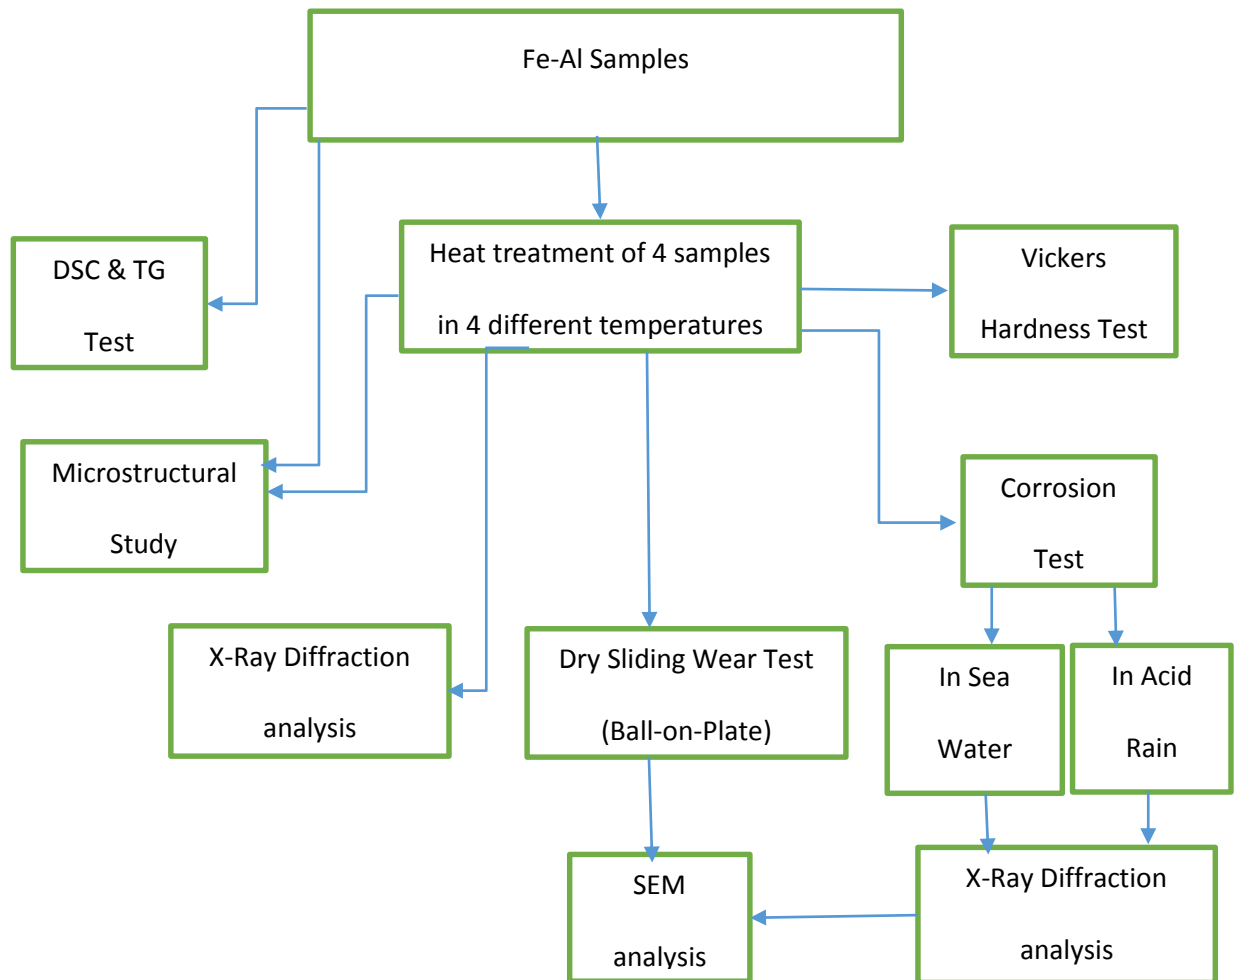 Fe-Al Samples
DSC & TG
Test
Heat treatment of 4 samples
in 4 different temperatures
Vickers
Hardness Test
Microstructural
Study
Corrosion
Test
X-Ray Diffraction
analysis
Dry Sliding Wear Test
(Ball-on-Plate)
In Sea
Water
In Acid
Rain
SEM
analysis
X-Ray Diffraction
analysis